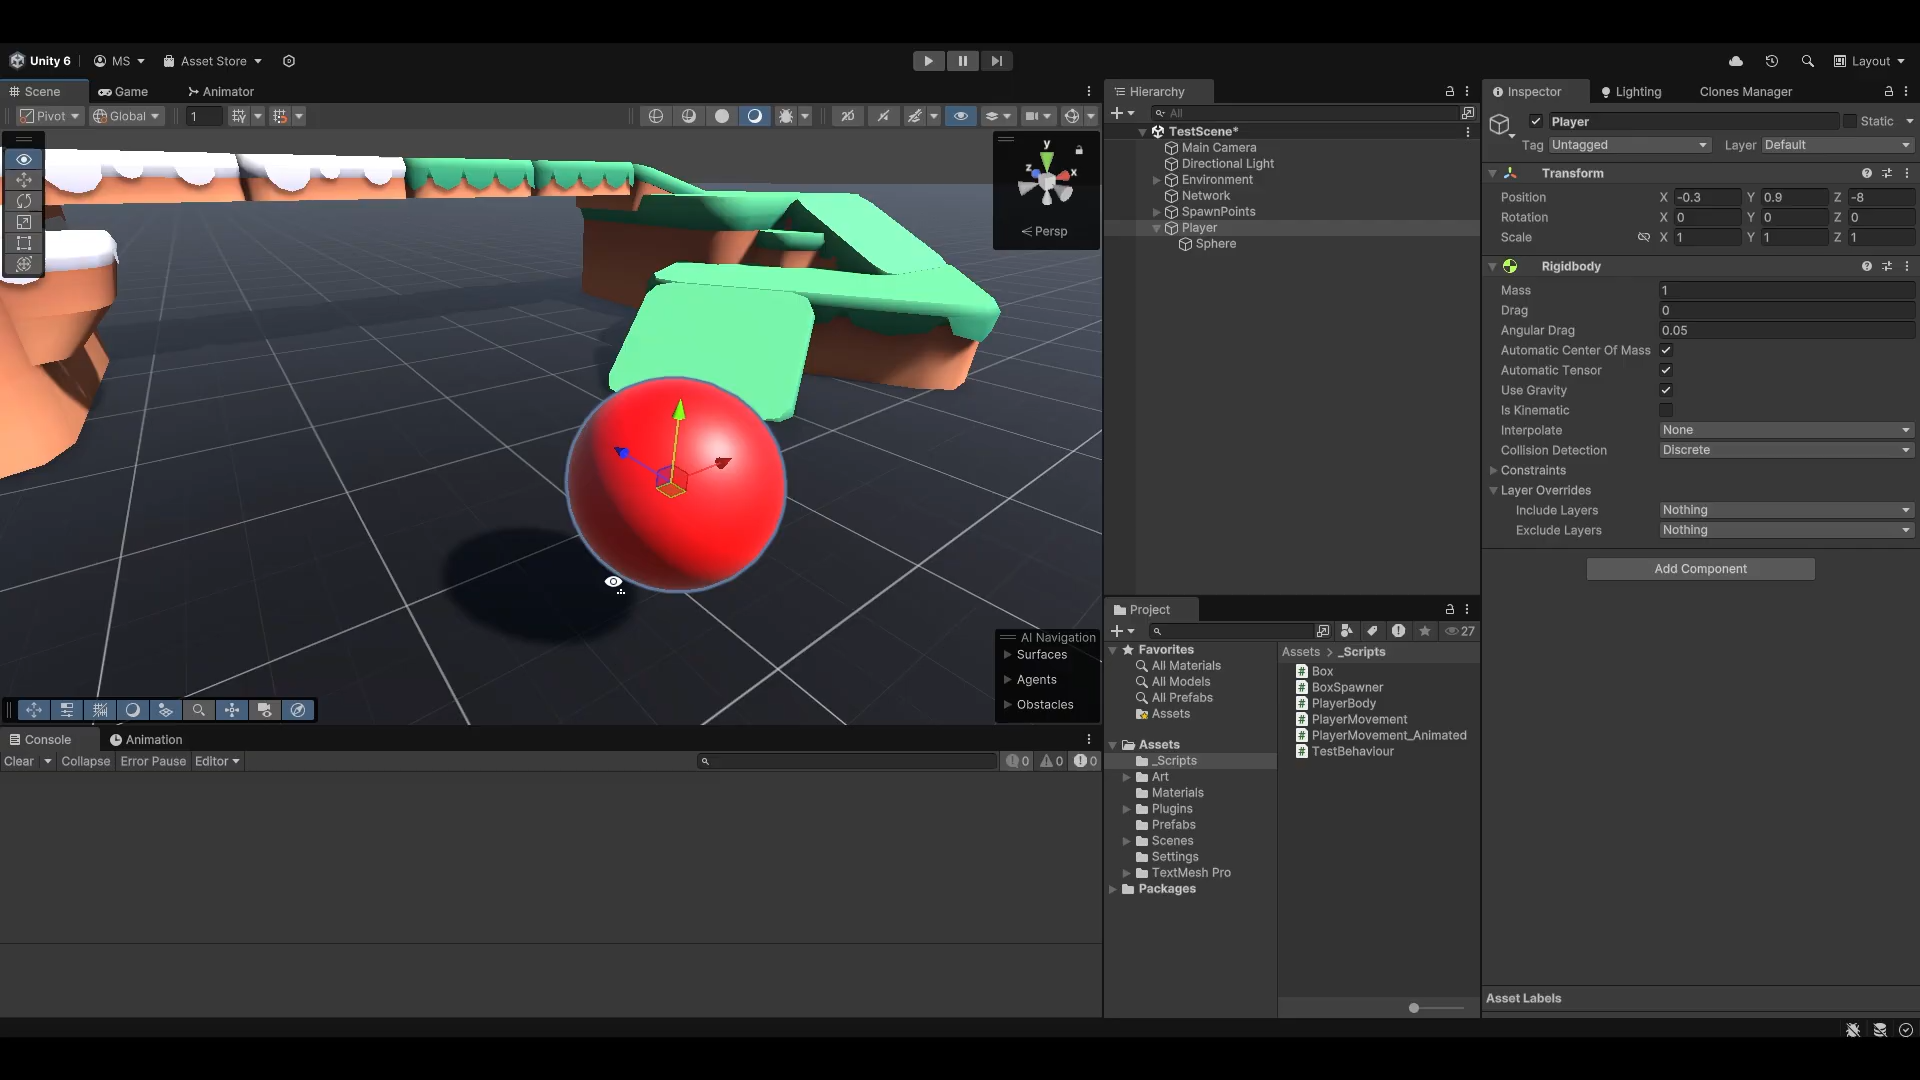 Unity 6
MS
Asset Store
Layout
Scene
Game
Animator
Pivot
Global
1
y
x
z
Persp
AI Navigation
Surfaces
Agents
Obstacles
Console
Animation
Clear
Collapse
Error Pause
Editor
0
0
0
Hierarchy
All
TestScene*
Main Camera
Directional Light
Environment
Network
SpawnPoints
Player
Sphere
Project
27
Favorites
All Materials
All Models
All Prefabs
Assets
Assets
_Scripts
Art
Materials
Plugins
Prefabs
Scenes
Settings
TextMesh Pro
Packages
Assets > _Scripts
Box
BoxSpawner
PlayerBody
PlayerMovement
PlayerMovement_Animated
TestBehaviour
Inspector
Lighting
Clones Manager
Player
Static
Tag Untagged Layer Default
Transform
Position X -0.3 Y 0.9 Z -8
Rotation X 0 Y 0 Z 0
Scale X 1 Y 1 Z 1
Rigidbody
Mass 1
Drag 0
Angular Drag 0.05
Automatic Center Of Mass
Automatic Tensor
Use Gravity
Is Kinematic
Interpolate None
Collision Detection Discrete
Constraints
Layer Overrides
Include Layers Nothing
Exclude Layers Nothing
Add Component
Asset Labels